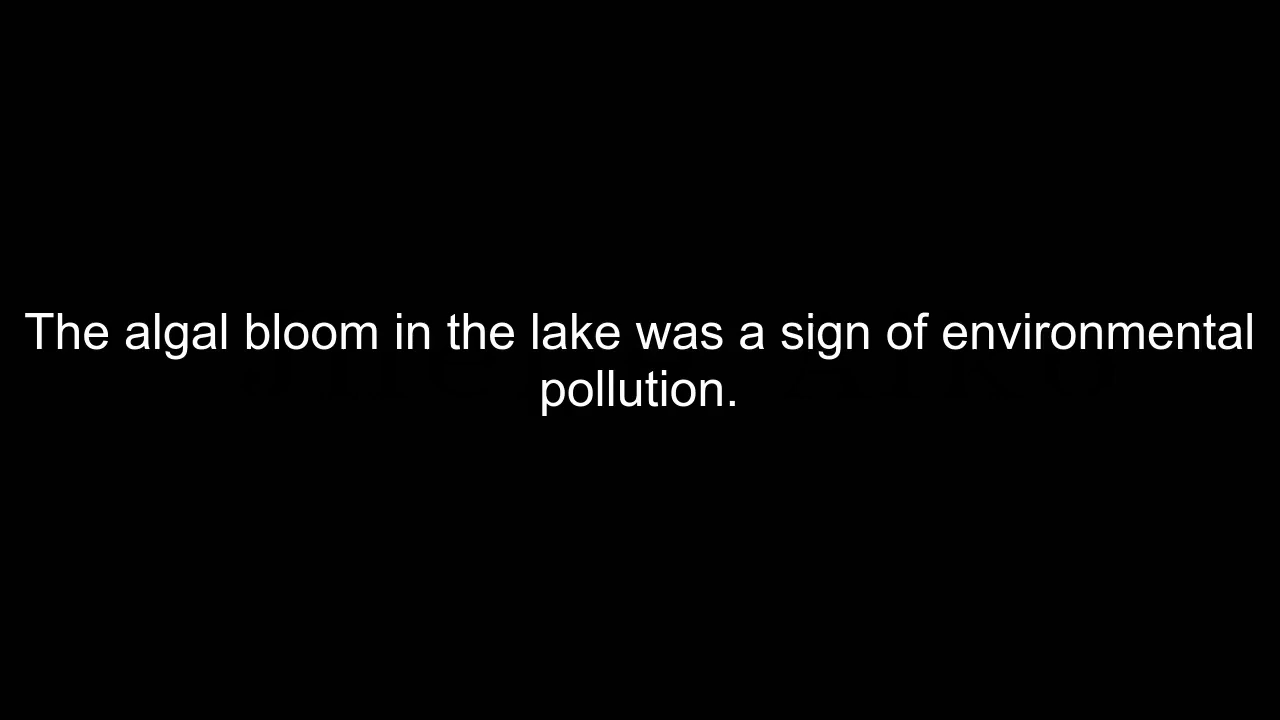 The algal bloom in the lake was a sign of environmental
pollution.